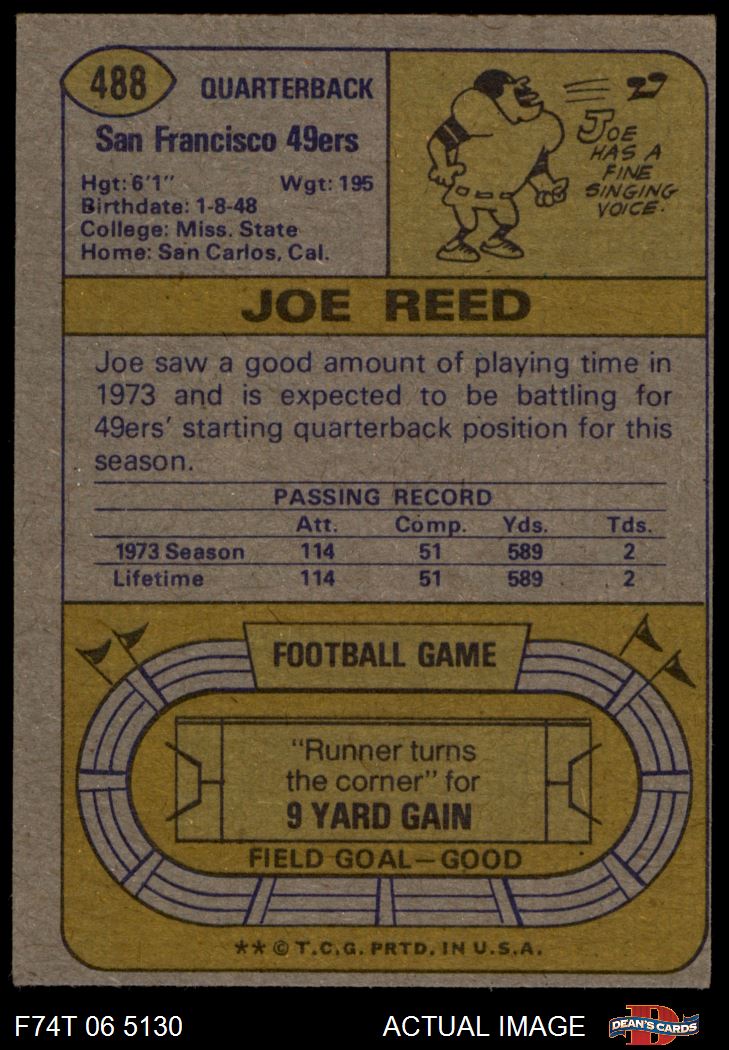 488
QUARTERBACK
San Francisco 49ers
Hgt: 6'1" Wgt: 195
Birthdate: 1-8-48
College: Miss. State
Home: San Carlos, Cal.
JOE
HAS A
FINE
SINGING
VOICE.
JOE REED
Joe saw a good amount of playing time in
1973 and is expected to be battling for
49ers' starting quarterback position for this
season.
PASSING RECORD
Att. Comp. Yds. Tds.
1973 Season 114 51 589 2
Lifetime 114 51 589 2
FOOTBALL GAME
"Runner turns
the corner" for
9 YARD GAIN
FIELD GOAL—GOOD
** © T.C.G. PRTD. IN U.S.A.
F74T 06 5130 ACTUAL IMAGE
DEAN'S CARDS